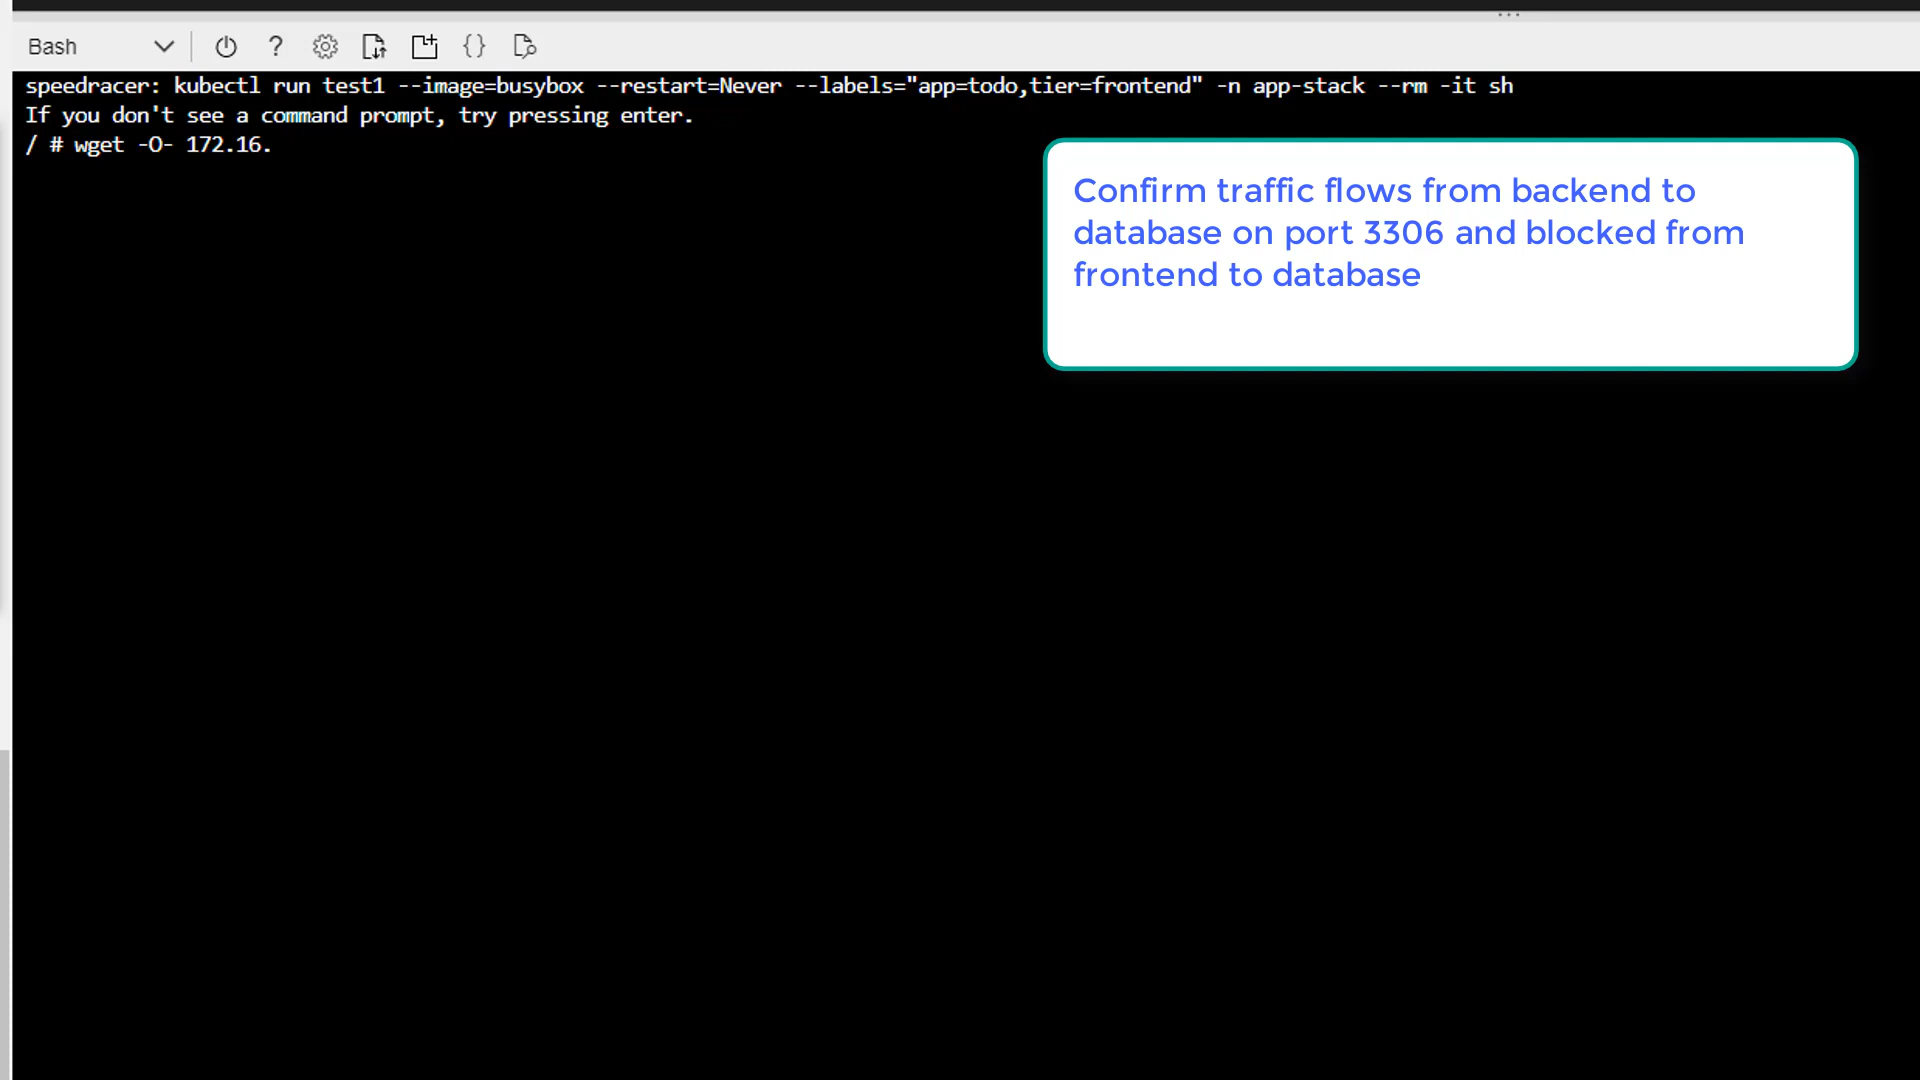 Bash
speedracer: kubectl run test1 --image=busybox --restart=Never --labels="app=todo,tier=frontend" -n app-stack --rm -it sh
If you don't see a command prompt, try pressing enter.
/ # wget -O- 172.16.
Confirm traffic flows from backend to
database on port 3306 and blocked from
frontend to database